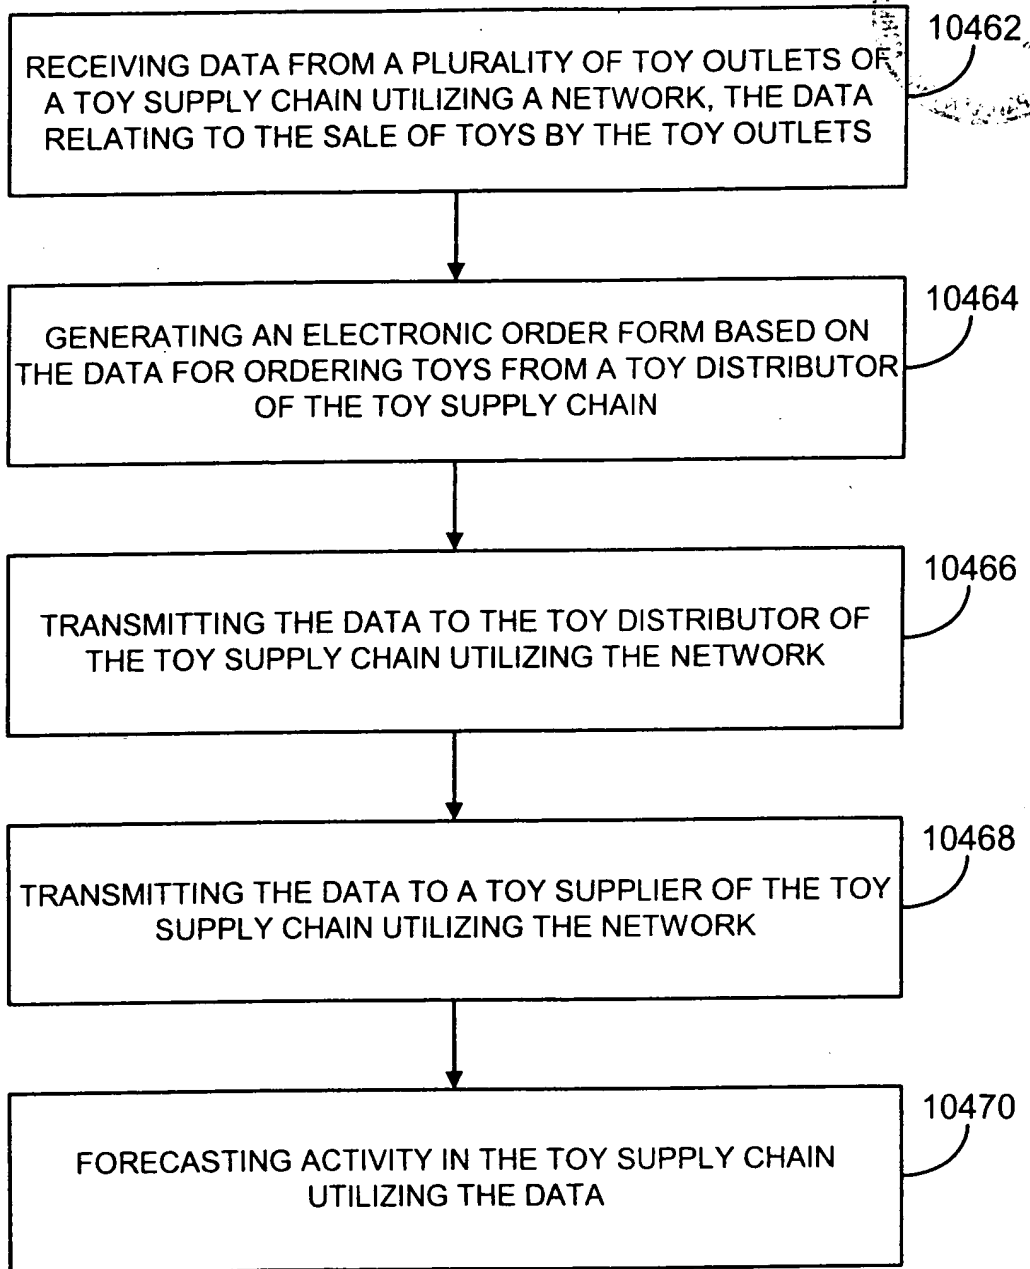 10462
RECEIVING DATA FROM A PLURALITY OF TOY OUTLETS OF
A TOY SUPPLY CHAIN UTILIZING A NETWORK, THE DATA
RELATING TO THE SALE OF TOYS BY THE TOY OUTLETS
10464
GENERATING AN ELECTRONIC ORDER FORM BASED ON
THE DATA FOR ORDERING TOYS FROM A TOY DISTRIBUTOR
OF THE TOY SUPPLY CHAIN
10466
TRANSMITTING THE DATA TO THE TOY DISTRIBUTOR OF
THE TOY SUPPLY CHAIN UTILIZING THE NETWORK
10468
TRANSMITTING THE DATA TO A TOY SUPPLIER OF THE TOY
SUPPLY CHAIN UTILIZING THE NETWORK
10470
FORECASTING ACTIVITY IN THE TOY SUPPLY CHAIN
UTILIZING THE DATA